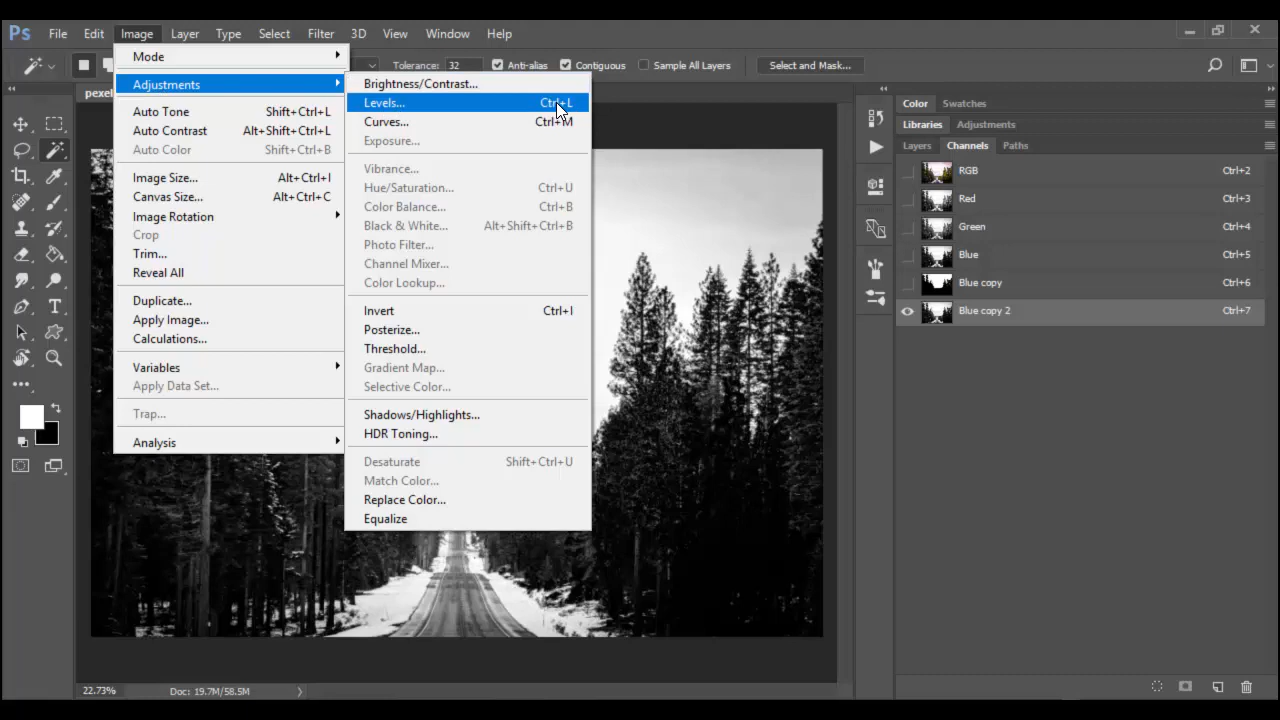 Ps File Edit Image Layer Type Select Filter 3D View Window Help
Tolerance: 32 Anti-alias Contiguous Sample All Layers Select and Mask...
Mode
Adjustments
Auto Tone Shift+Ctrl+L
Auto Contrast Alt+Shift+Ctrl+L
Auto Color Shift+Ctrl+B
Image Size... Alt+Ctrl+I
Canvas Size... Alt+Ctrl+C
Image Rotation
Crop
Trim...
Reveal All
Duplicate...
Apply Image...
Calculations...
Variables
Apply Data Set...
Trap...
Analysis
Brightness/Contrast...
Levels... Ctrl+L
Curves... Ctrl+M
Exposure...
Vibrance...
Hue/Saturation... Ctrl+U
Color Balance... Ctrl+B
Black & White... Alt+Shift+Ctrl+B
Photo Filter...
Channel Mixer...
Color Lookup...
Invert Ctrl+I
Posterize...
Threshold...
Gradient Map...
Selective Color...
Shadows/Highlights...
HDR Toning...
Desaturate Shift+Ctrl+U
Match Color...
Replace Color...
Equalize
pexel
Color Swatches
Libraries Adjustments
Layers Channels Paths
RGB Ctrl+2
Red Ctrl+3
Green Ctrl+4
Blue Ctrl+5
Blue copy Ctrl+6
Blue copy 2 Ctrl+7
22.73% Doc: 19.7M/58.5M